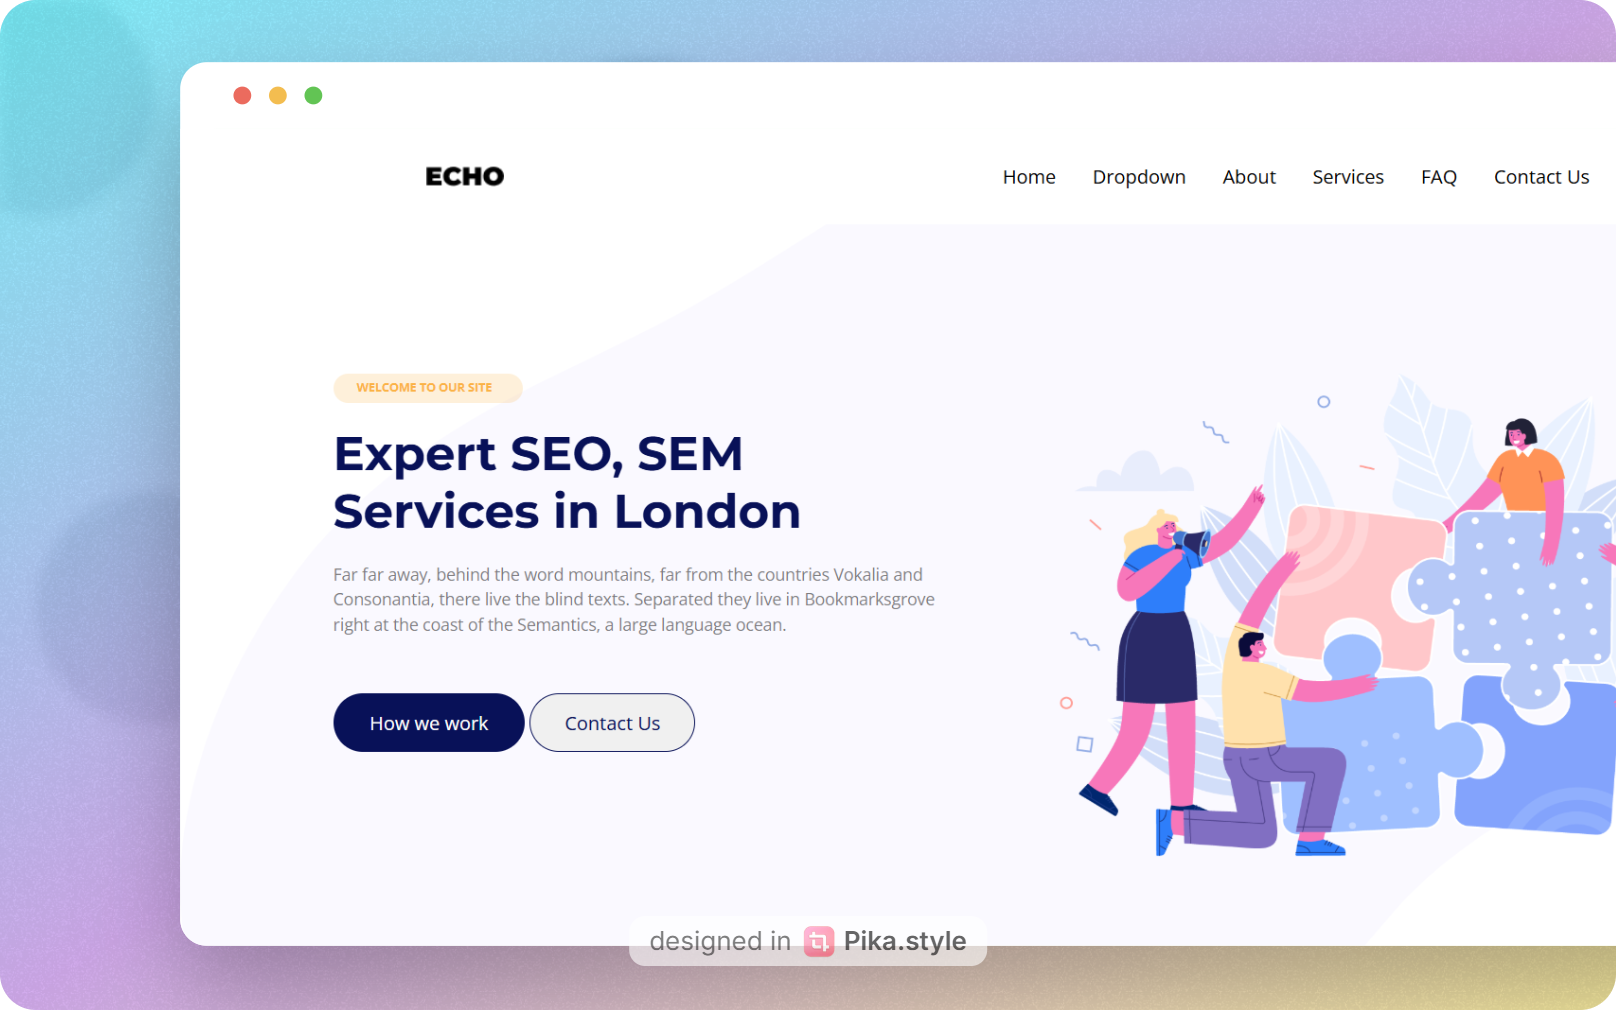 ECHO
Home Dropdown About Services FAQ Contact Us
WELCOME TO OUR SITE
Expert SEO, SEM
Services in London
Far far away, behind the word mountains, far from the countries Vokalia and
Consonantia, there live the blind texts. Separated they live in Bookmarksgrove
right at the coast of the Semantics, a large language ocean.
How we work Contact Us
designed in Pika.style